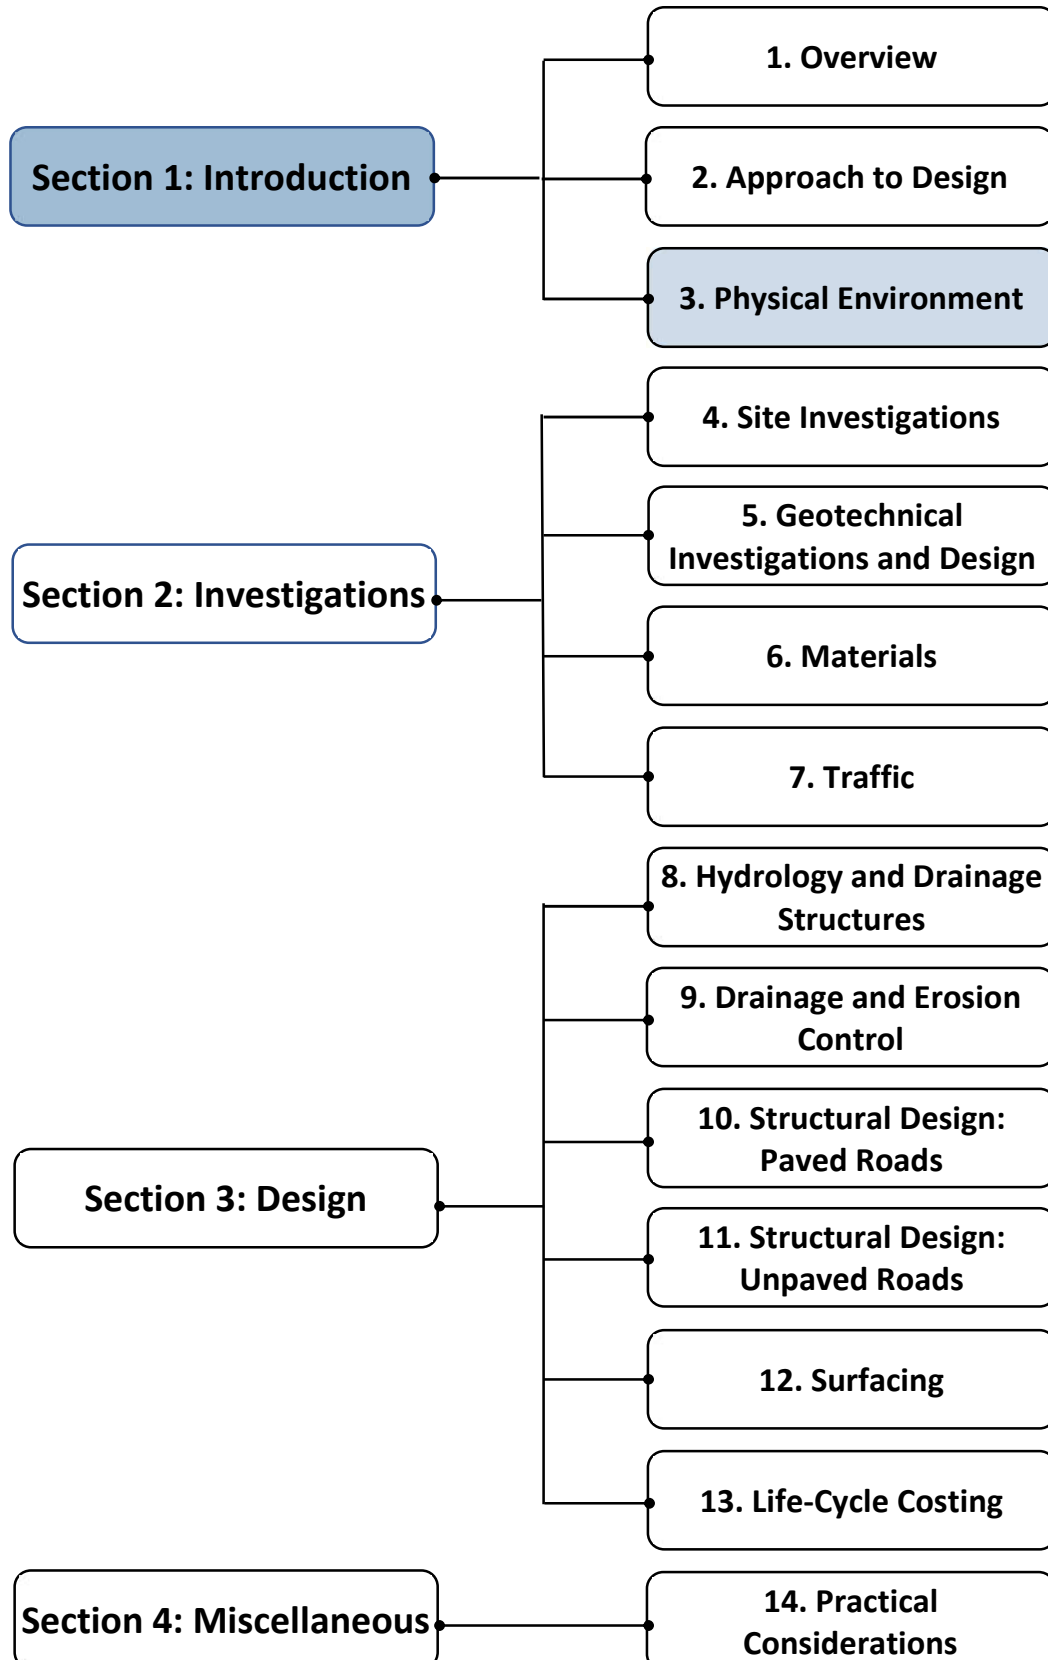 Section 1: Introduction
1. Overview
2. Approach to Design
3. Physical Environment
Section 2: Investigations
4. Site Investigations
5. Geotechnical
Investigations and Design
6. Materials
7. Traffic
Section 3: Design
8. Hydrology and Drainage
Structures
9. Drainage and Erosion
Control
10. Structural Design:
Paved Roads
11. Structural Design:
Unpaved Roads
12. Surfacing
13. Life-Cycle Costing
Section 4: Miscellaneous
14. Practical
Considerations